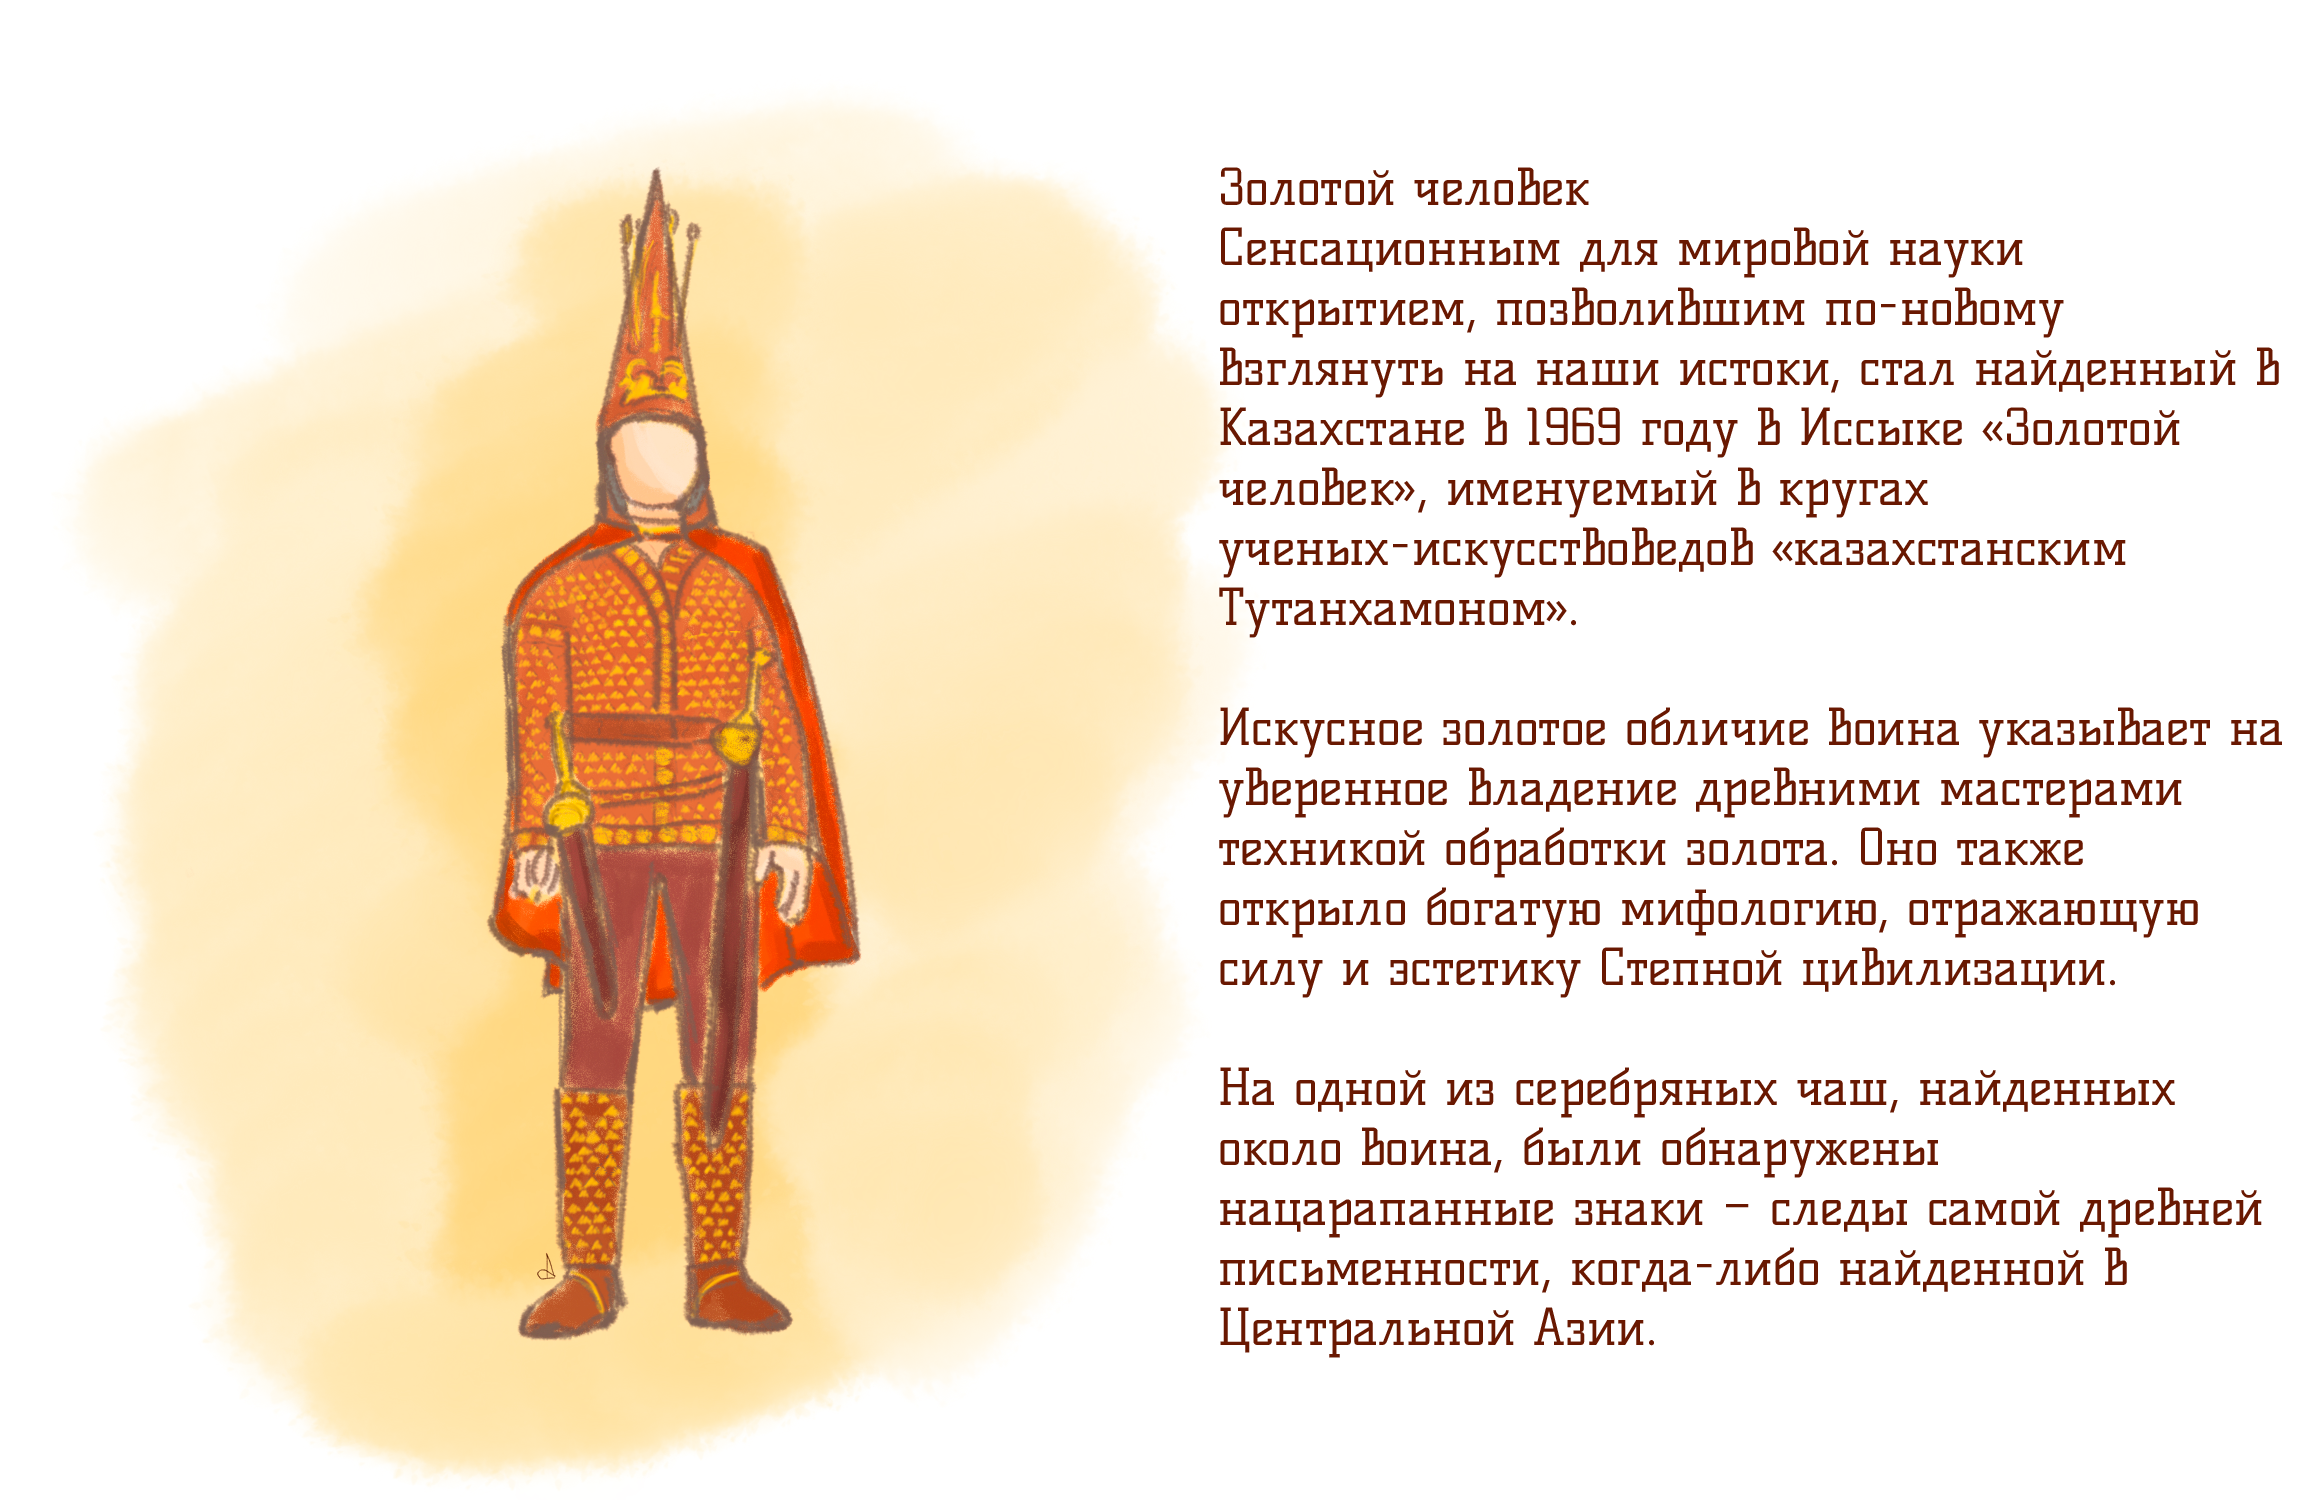 Золотой человек
Сенсационным для мировой науки
открытием, позволившим по-новому
взглянуть на наши истоки, стал найденный в
Казахстане в 1969 году в Иссыке «Золотой
человек», именуемый в кругах
ученых-искусствоведов «казахстанским
Тутанхамоном».
Искусное золотое обличие воина указывает на
уверенное владение древними мастерами
техникой обработки золота. Оно также
открыло богатую мифологию, отражающую
силу и эстетику Степной цивилизации.
На одной из серебряных чаш, найденных
около воина, были обнаружены
нацарапанные знаки – следы самой древней
письменности, когда-либо найденной в
Центральной Азии.